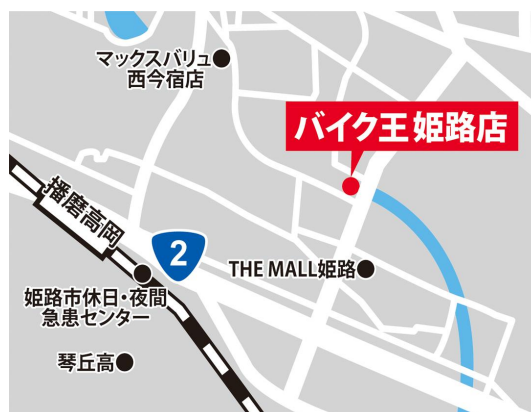 マックスバリュ
西今宿店
バイク王 姫路店
播磨高岡
2
THE MALL姫路
姫路市休日・夜間
急患センター
琴丘高